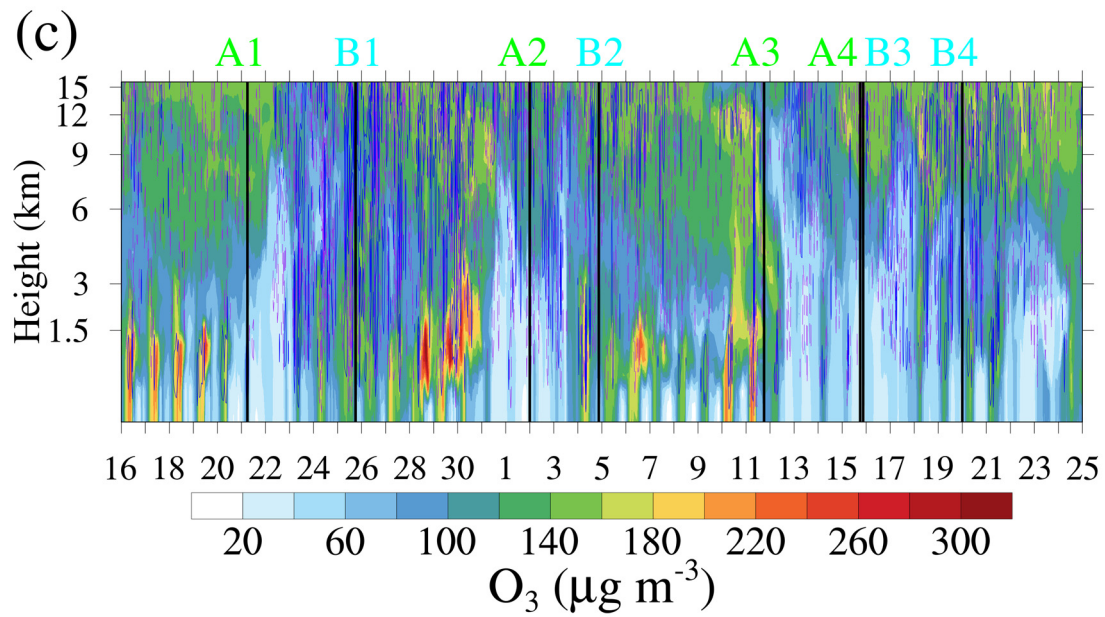 (c)
A1 B1 A2 B2 A3 A4 B3 B4
15
12
9
6
3
1.5
Height (km)
16 18 20 22 24 26 28 30 1 3 5 7 9 11 13 15 17 19 21 23 25
20 60 100 140 180 220 260 300
O₃ (μg m⁻³)